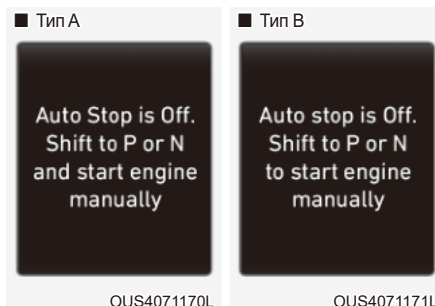 ■ Тип A
Auto Stop is Off.
Shift to P or N
and start engine
manually
OUS4071170L
■ Тип B
Auto stop is Off.
Shift to P or N
to start engine
manually
OUS4071171L